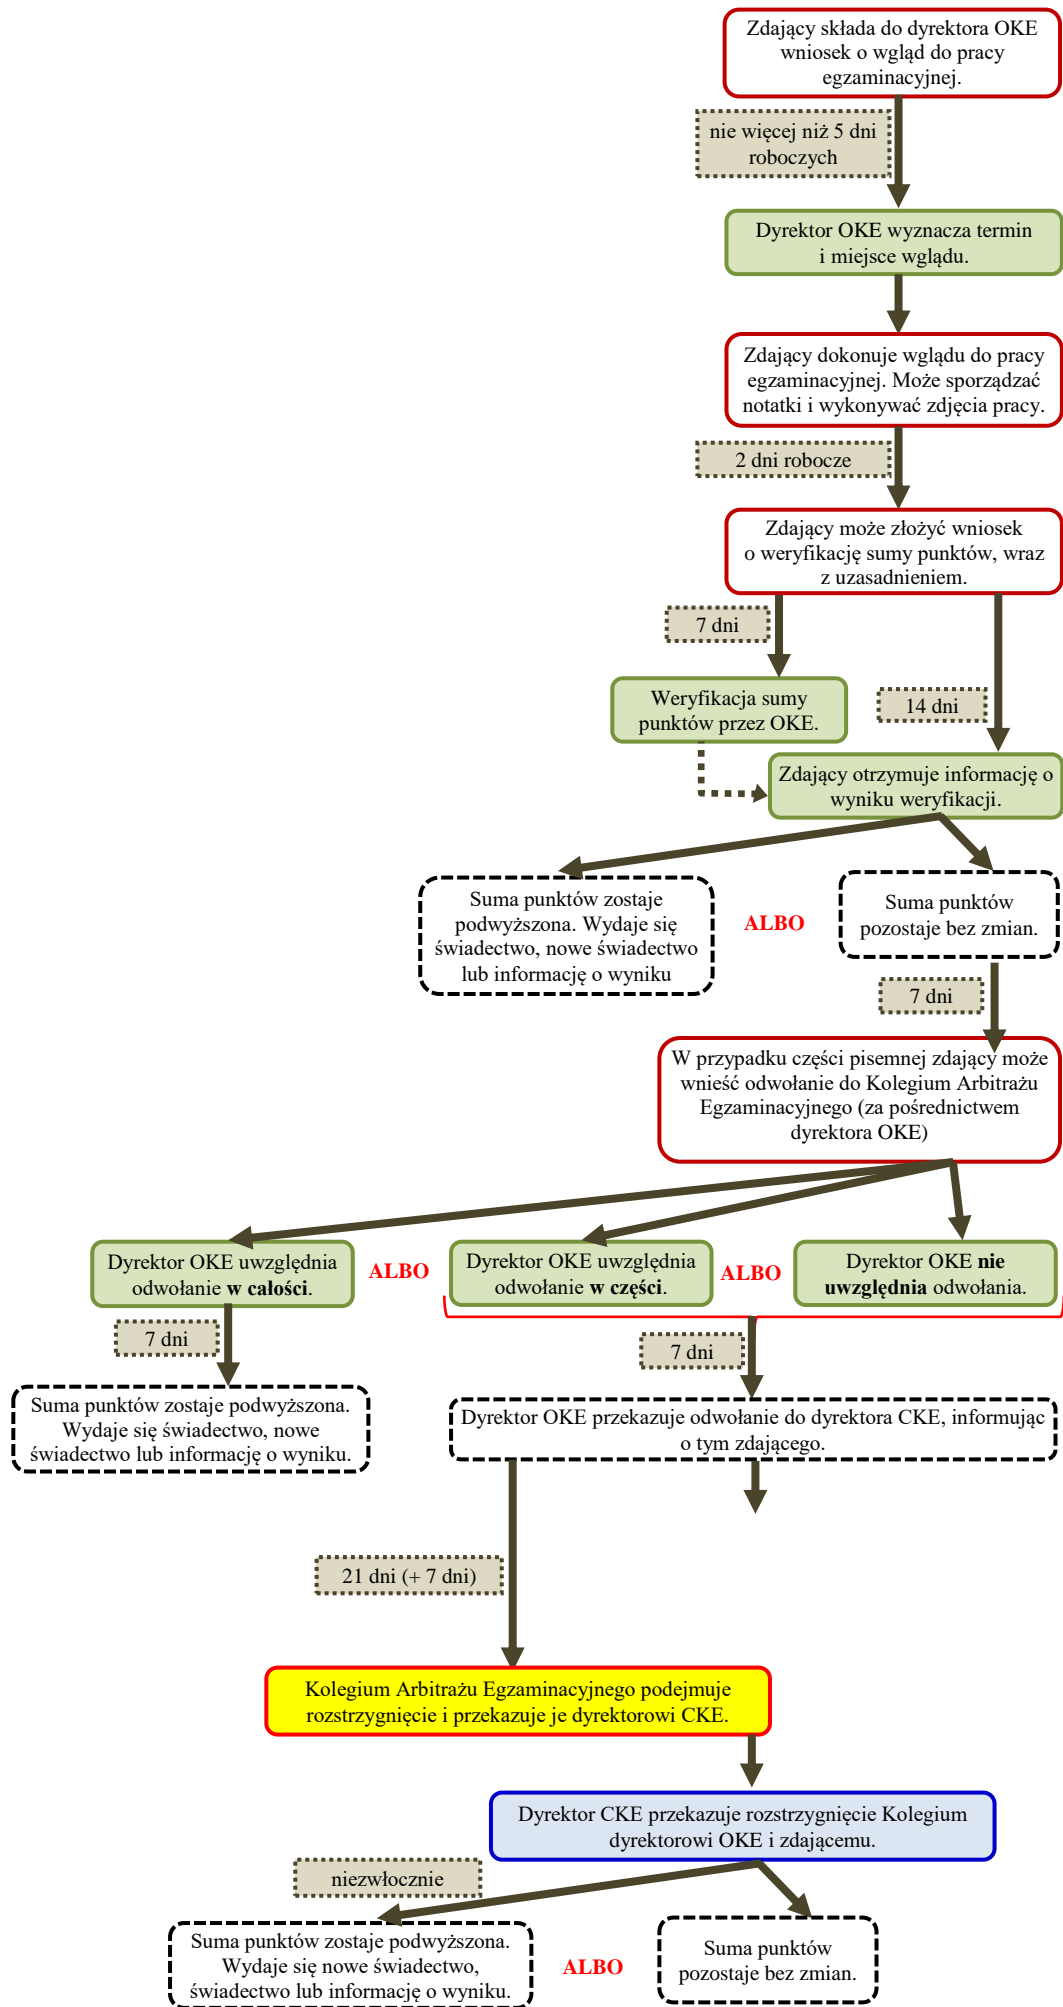 Zdający składa do dyrektora OKE
wniosek o wgląd do pracy
egzaminacyjnej.
nie więcej niż 5 dni
roboczych
Dyrektor OKE wyznacza termin
i miejsce wglądu.
Zdający dokonuje wglądu do pracy
egzaminacyjnej. Może sporządzać
notatki i wykonywać zdjęcia pracy.
2 dni robocze
Zdający może złożyć wniosek
o weryfikację sumy punktów, wraz
z uzasadnieniem.
7 dni
Weryfikacja sumy
punktów przez OKE.
14 dni
Zdający otrzymuje informację o
wyniku weryfikacji.
Suma punktów zostaje
podwyższona. Wydaje się
świadectwo, nowe świadectwo
lub informację o wyniku
ALBO
Suma punktów
pozostaje bez zmian.
7 dni
W przypadku części pisemnej zdający może
wnieść odwołanie do Kolegium Arbitrażu
Egzaminacyjnego (za pośrednictwem
dyrektora OKE)
Dyrektor OKE uwzględnia
odwołanie w całości.
ALBO
Dyrektor OKE uwzględnia
odwołanie w części.
ALBO
Dyrektor OKE nie
uwzględnia odwołania.
7 dni
7 dni
Suma punktów zostaje podwyższona.
Wydaje się świadectwo, nowe
świadectwo lub informację o wyniku.
Dyrektor OKE przekazuje odwołanie do dyrektora CKE, informując
o tym zdającego.
21 dni (+ 7 dni)
Kolegium Arbitrażu Egzaminacyjnego podejmuje
rozstrzygnięcie i przekazuje je dyrektorowi CKE.
Dyrektor CKE przekazuje rozstrzygnięcie Kolegium
dyrektorowi OKE i zdającemu.
niezwłocznie
Suma punktów zostaje podwyższona.
Wydaje się nowe świadectwo,
świadectwo lub informację o wyniku.
ALBO
Suma punktów
pozostaje bez zmian.